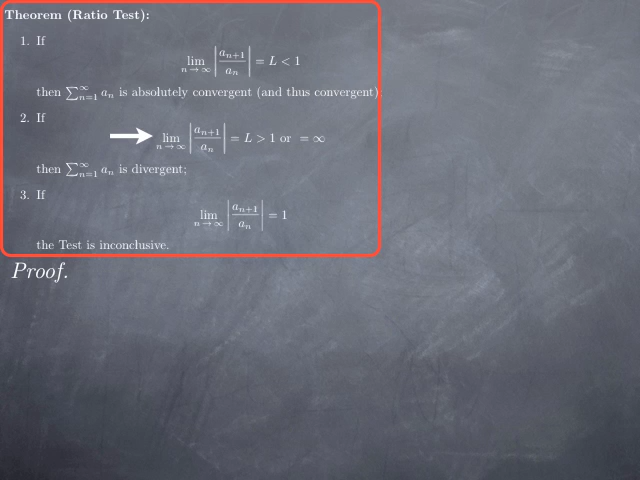 Theorem (Ratio Test):
1. If
lim n→∞ |a_{n+1}/a_n| = L < 1
then ∑_{n=1}^∞ a_n is absolutely convergent (and thus convergent);
2. If
lim n→∞ |a_{n+1}/a_n| = L > 1 or = ∞
then ∑_{n=1}^∞ a_n is divergent;
3. If
lim n→∞ |a_{n+1}/a_n| = 1
the Test is inconclusive.
Proof.